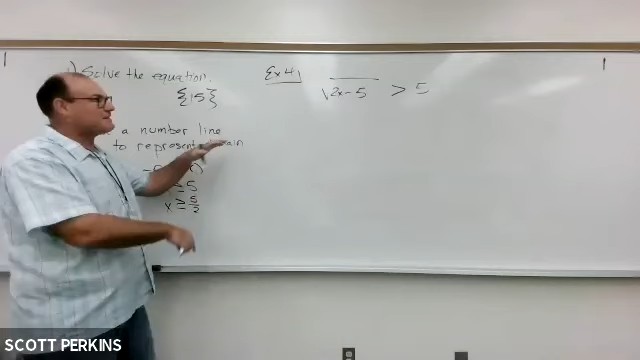 1) Solve the equation.
{15}
a number line
to represent domain
≥ 5
x ≥ 5/2
Ex 4)
√2x-5 > 5
SCOTT PERKINS